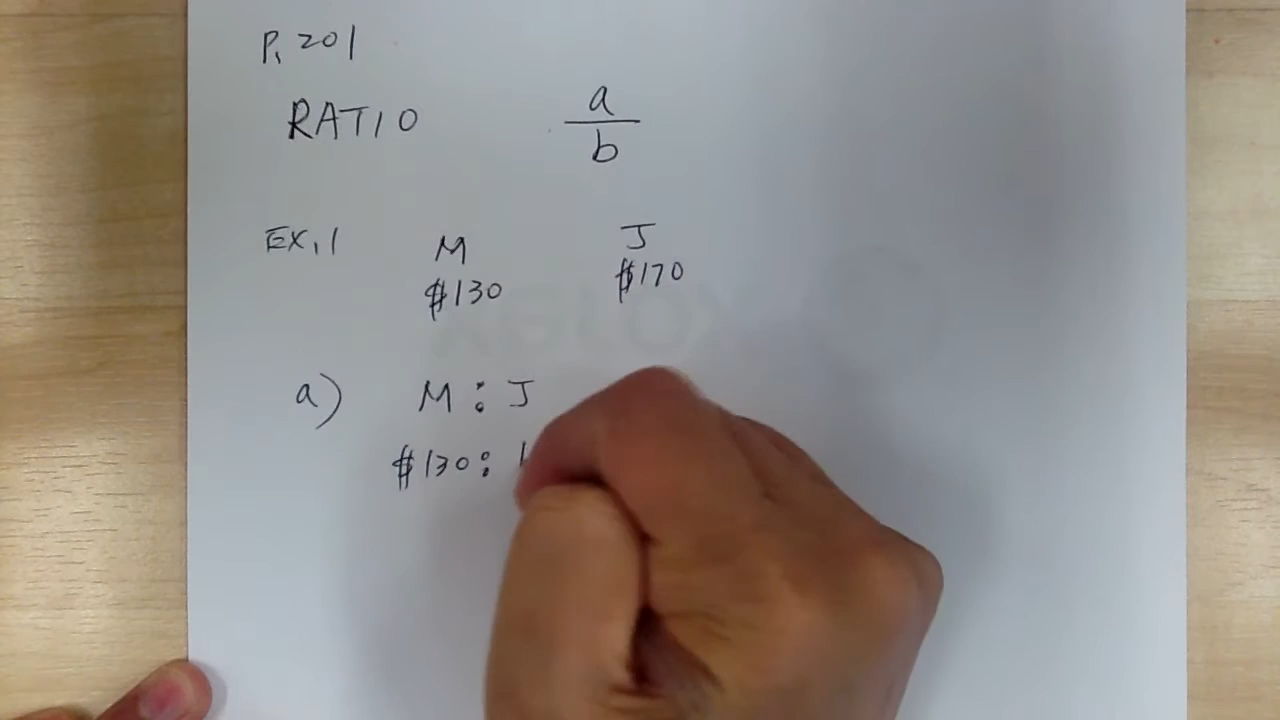 P. 201
RATIO
a
b
EX. 1
M J
$130 $170
a) M : J
$130 :